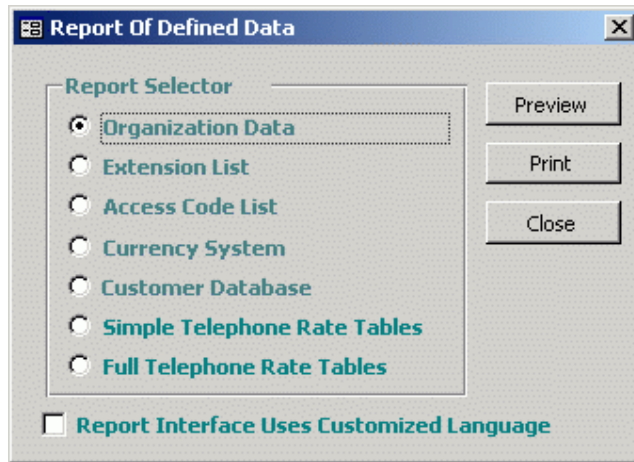 Report Of Defined Data
Report Selector
Organization Data
Extension List
Access Code List
Currency System
Customer Database
Simple Telephone Rate Tables
Full Telephone Rate Tables
Preview
Print
Close
Report Interface Uses Customized Language